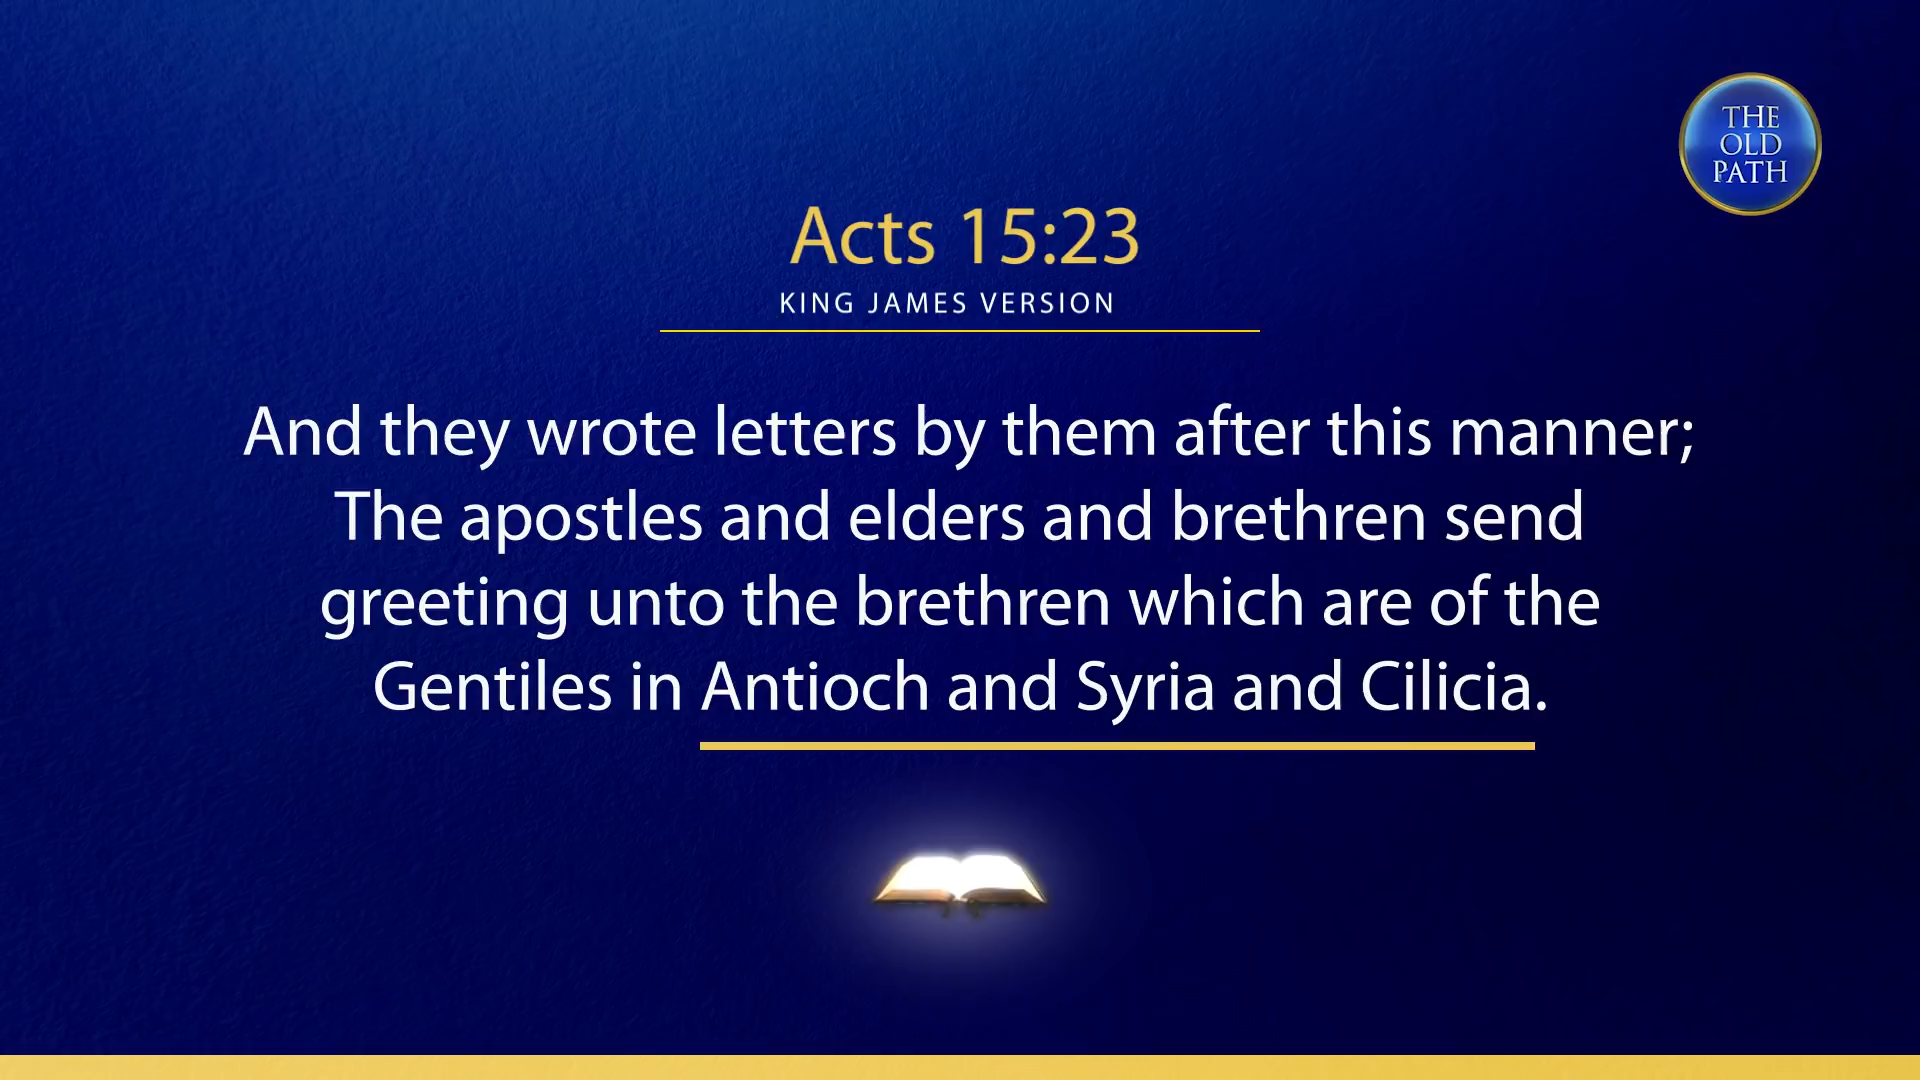 THE
OLD
PATH
Acts 15:23
KING JAMES VERSION
And they wrote letters by them after this manner;
The apostles and elders and brethren send
greeting unto the brethren which are of the
Gentiles in Antioch and Syria and Cilicia.